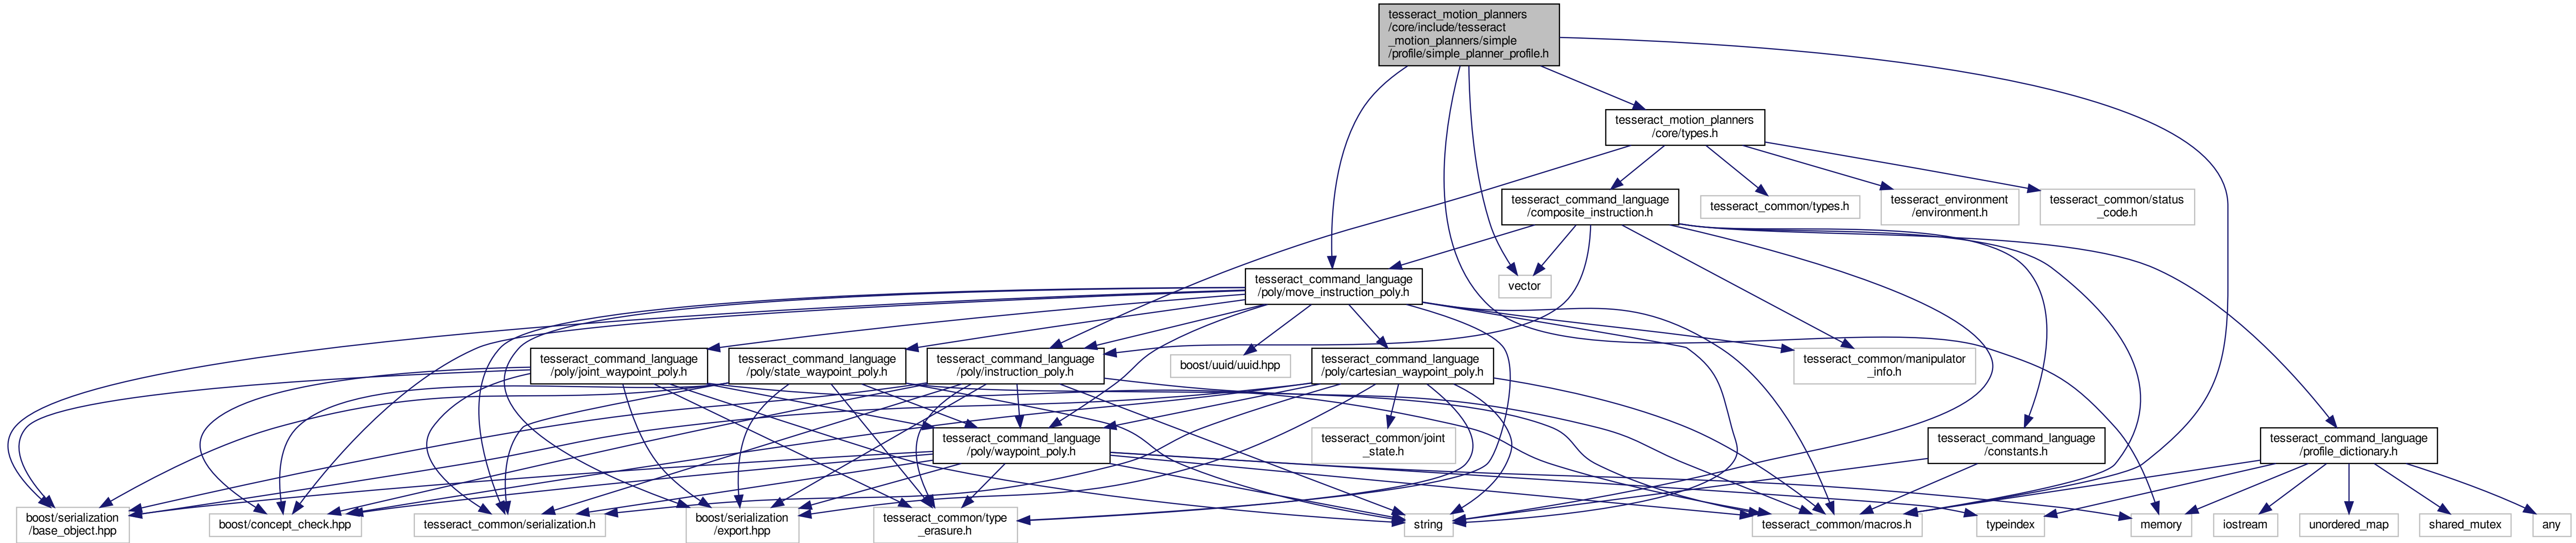 tesseract_motion_planners
/core/include/tesseract
_motion_planners/simple
/profile/simple_planner_profile.h
tesseract_motion_planners
/core/types.h
tesseract_command_language
/composite_instruction.h
tesseract_common/types.h
tesseract_environment
/environment.h
tesseract_common/status
_code.h
tesseract_command_language
/poly/move_instruction_poly.h
vector
tesseract_command_language
/poly/joint_waypoint_poly.h
tesseract_command_language
/poly/state_waypoint_poly.h
tesseract_command_language
/poly/instruction_poly.h
boost/uuid/uuid.hpp
tesseract_command_language
/poly/cartesian_waypoint_poly.h
tesseract_common/manipulator
_info.h
tesseract_command_language
/poly/waypoint_poly.h
tesseract_common/joint
_state.h
tesseract_command_language
/constants.h
tesseract_command_language
/profile_dictionary.h
boost/serialization
/base_object.hpp
boost/concept_check.hpp
tesseract_common/serialization.h
boost/serialization
/export.hpp
tesseract_common/type
_erasure.h
string
tesseract_common/macros.h
typeindex
memory
iostream
unordered_map
shared_mutex
any